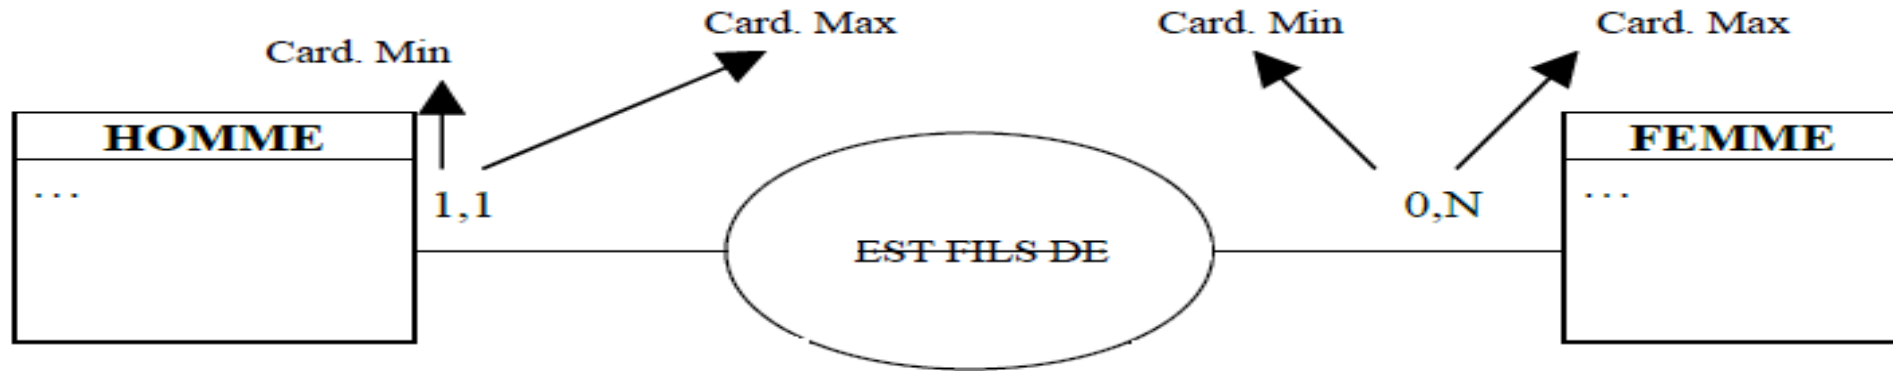 Card. Min
Card. Max
Card. Min
Card. Max
HOMME
FEMME
...
1,1
0,N
...
EST FILS DE